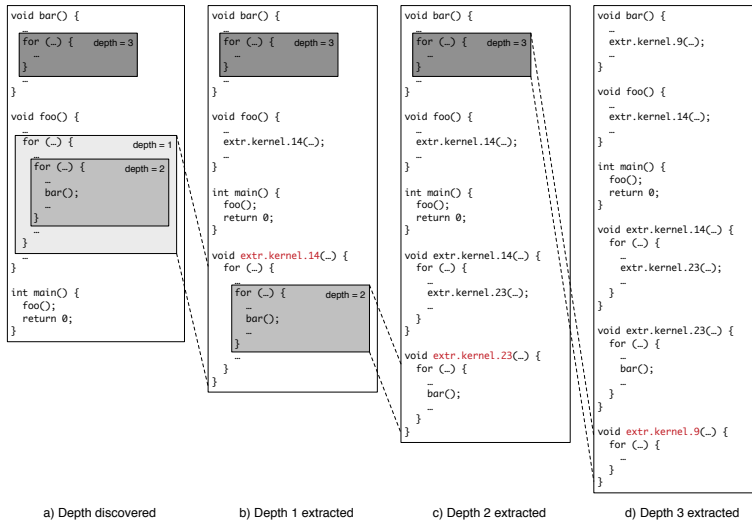 void bar() {
…
for (…) { depth = 3
…
}
…
}
void foo() {
…
for (…) { depth = 1
…
for (…) { depth = 2
…
bar();
…
}
…
}
…
}
int main() {
foo();
return 0;
}
a) Depth discovered
void bar() {
…
for (…) { depth = 3
…
}
…
}
void foo() {
…
extr.kernel.14(…);
…
}
int main() {
foo();
return 0;
}
void extr.kernel.14(…) {
for (…) {
…
for (…) { depth = 2
…
bar();
…
}
…
}
}
b) Depth 1 extracted
void bar() {
…
for (…) { depth = 3
…
}
…
}
void foo() {
…
extr.kernel.14(…);
…
}
int main() {
foo();
return 0;
}
void extr.kernel.14(…) {
for (…) {
…
extr.kernel.23(…);
…
}
}
void extr.kernel.23(…) {
for (…) {
…
bar();
…
}
}
c) Depth 2 extracted
void bar() {
…
extr.kernel.9(…);
…
}
void foo() {
…
extr.kernel.14(…);
…
}
int main() {
foo();
return 0;
}
void extr.kernel.14(…) {
for (…) {
…
extr.kernel.23(…);
…
}
}
void extr.kernel.23(…) {
for (…) {
…
bar();
…
}
}
void extr.kernel.9(…) {
for (…) {
…
}
}
d) Depth 3 extracted